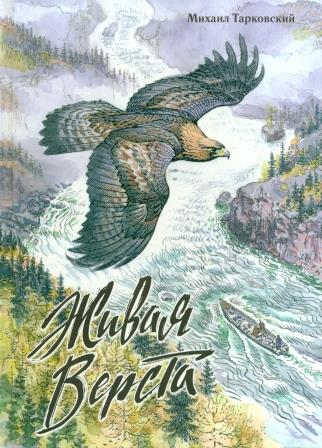 Михаил Тарковский
Живая
Верста